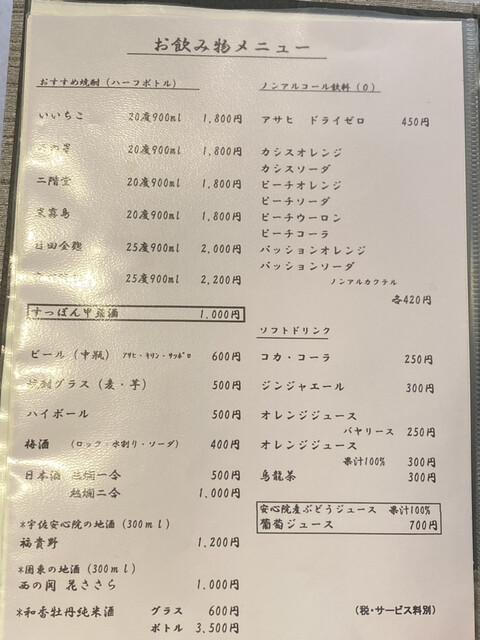 お飲み物メニュー
おすすめ焼酎(ハーフボトル)
いいちこ 20度900ml 1,800円
20度900ml 1,800円
二階堂 20度900ml 1,800円
霧島 20度900ml 1,800円
日田全麹 25度900ml 2,000円
25度900ml 2,200円
すっぽん甲羅酒 1,000円
ビール(中瓶) アサヒ・キリン・サッポロ 600円
焼酎グラス(麦・芋) 500円
ハイボール 500円
梅酒 (ロック・水割り・ソーダ) 400円
日本酒 熱燗一合 500円
熱燗二合 1,000円
*宇佐安心院の地酒(300ml)
福貴野 1,200円
*国東の地酒(300ml)
西の関 花ささら 1,000円
*和香牡丹純米酒 グラス 600円
ボトル 3,500円
ノンアルコール飲料(0)
アサヒ ドライゼロ 450円
カシスオレンジ
カシスソーダ
ピーチオレンジ
ピーチソーダ
ピーチウーロン
ピーチコーラ
パッションオレンジ
パッションソーダ
ノンアルカクテル
各420円
ソフトドリンク
コカ・コーラ 250円
ジンジャエール 300円
オレンジジュース
バヤリース 250円
オレンジジュース
果汁100% 300円
烏龍茶 300円
安心院産ぶどうジュース 果汁100%
葡萄ジュース 700円
(税・サービス料別)